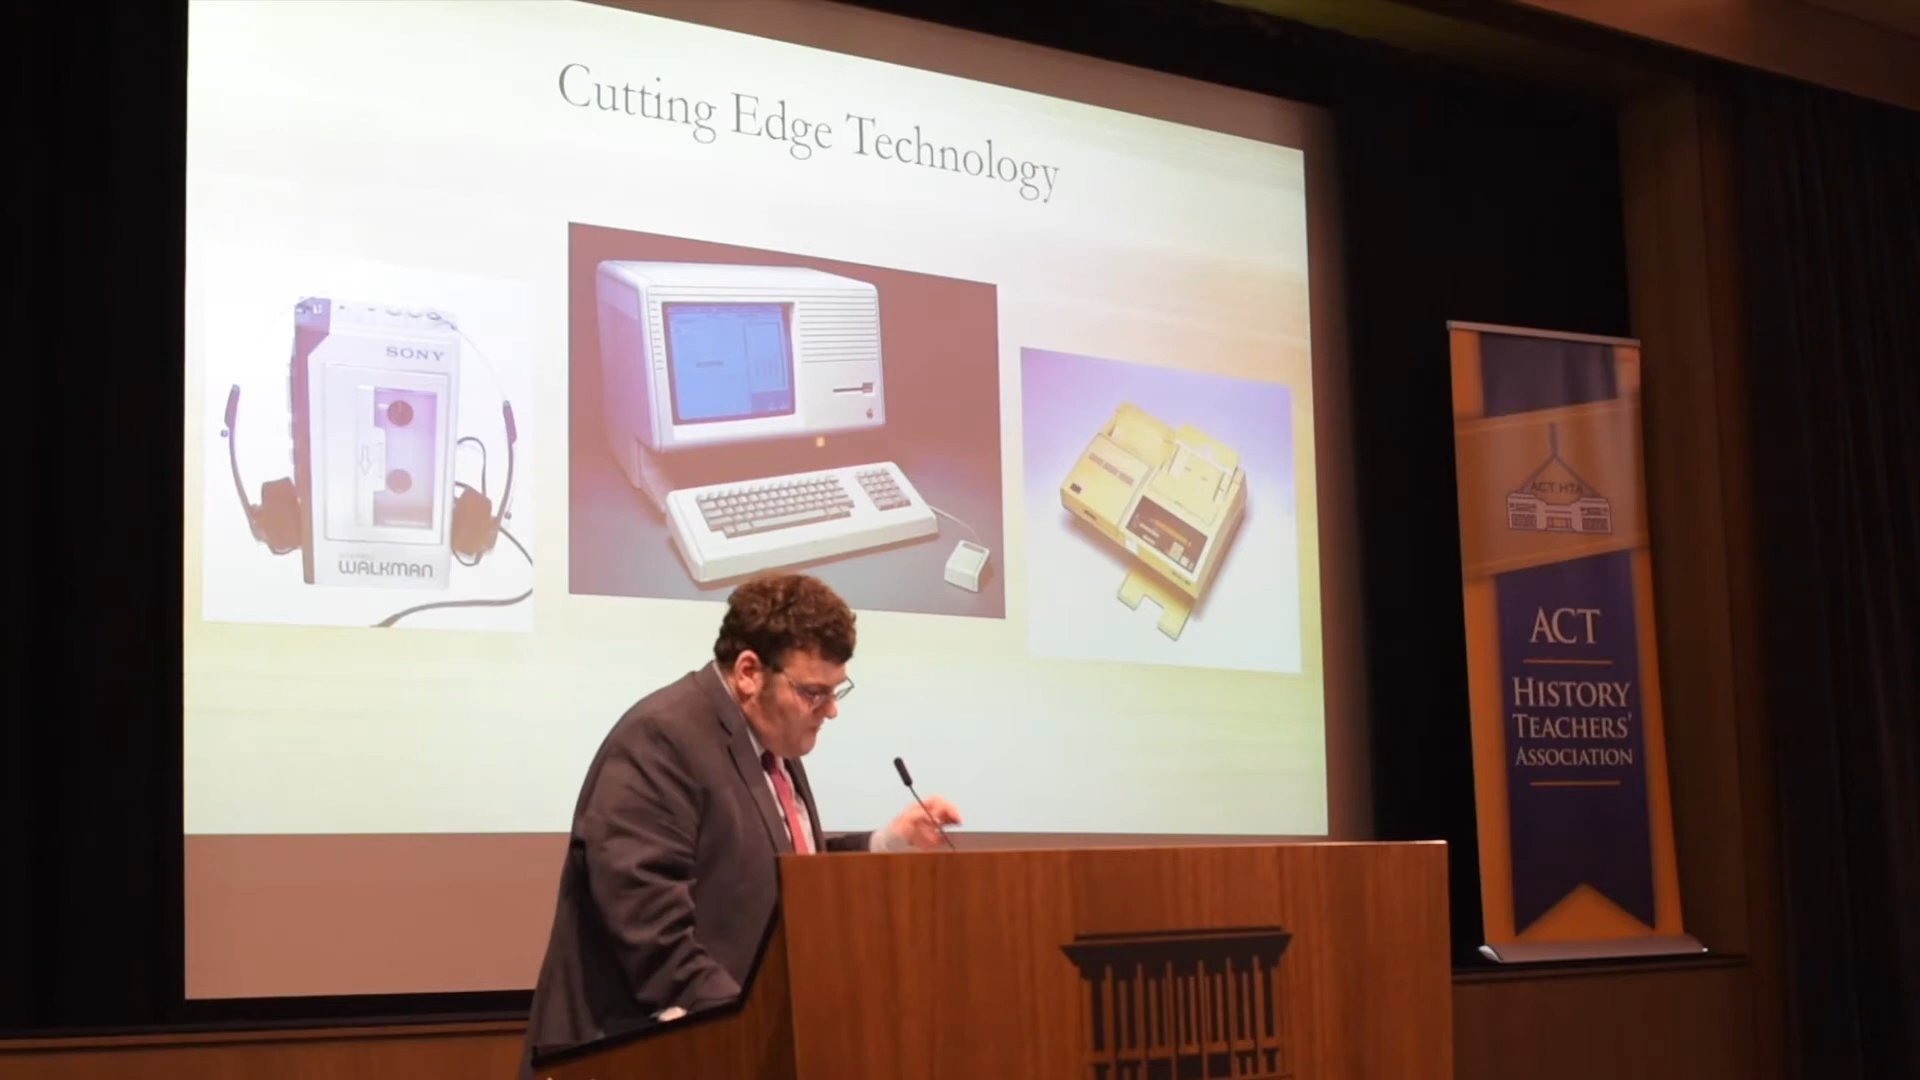 Cutting Edge Technology
SONY
WALKMAN
ACT HTA
ACT
HISTORY
TEACHERS'
ASSOCIATION